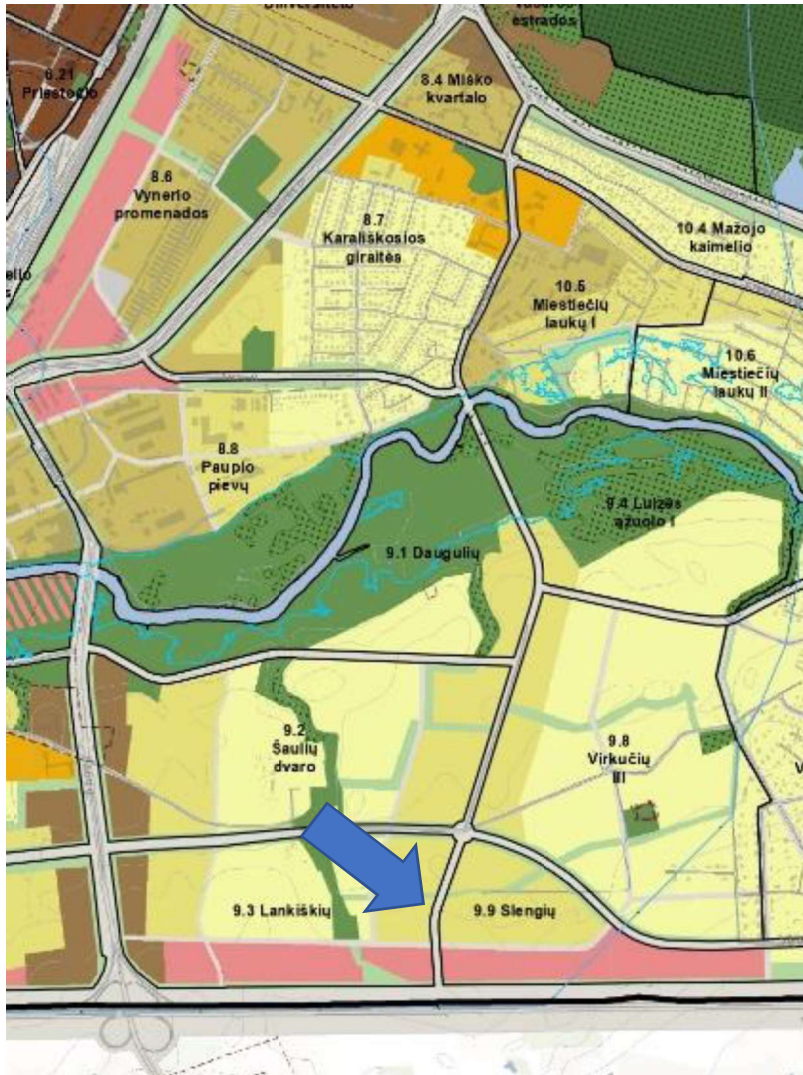 estrados
6.21
Priestočio
8.4 Miško
kvartalo
8.6
Vynerio
promenados
8.7
Karališkosios
giraitės
10.4 Mažojo
kaimelio
10.5
Miestiečių
laukų I
10.6
Miestiečių
laukų II
8.8
Paupio
pievų
9.4 Luizės
ąžuolo I
9.1 Daugulių
9.2
Šaulių
dvaro
9.8
Virkučių
III
9.3 Lankiškių
9.9 Slengių